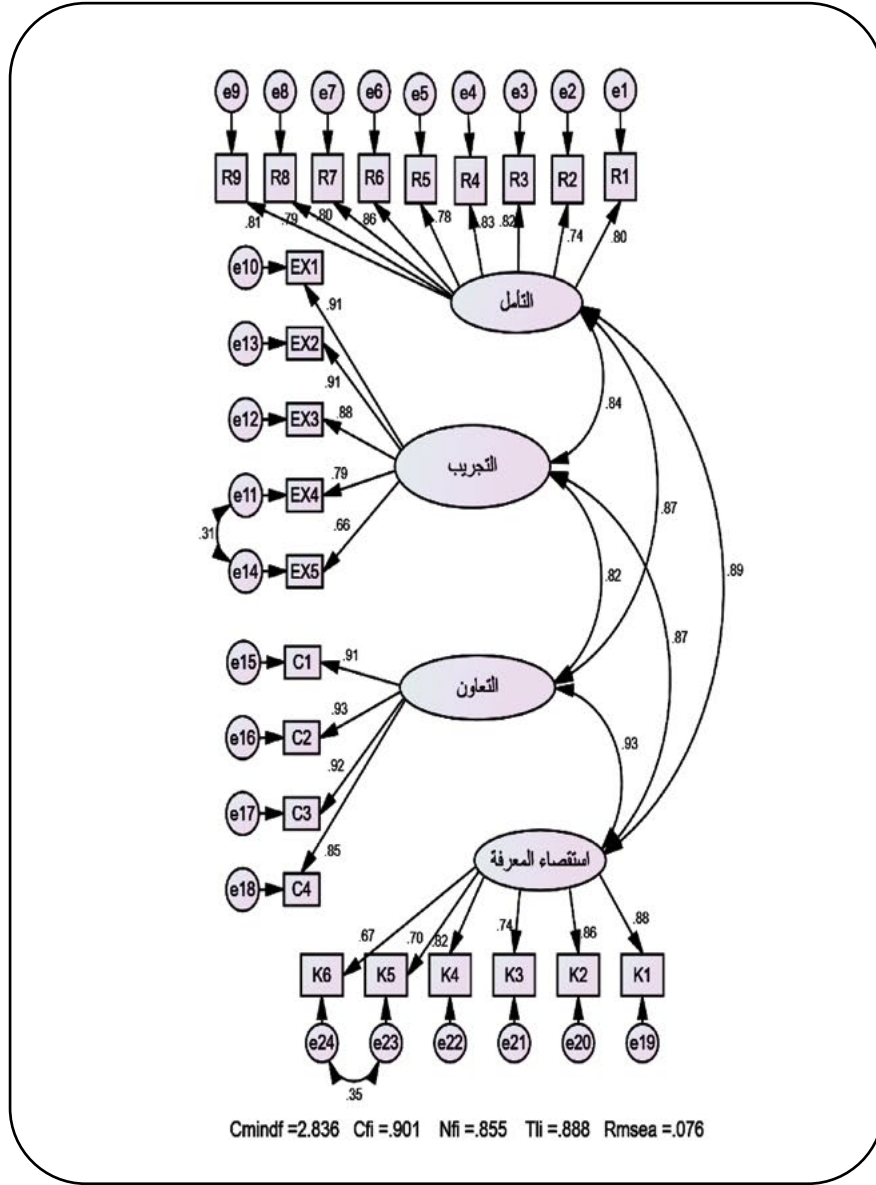 e9 e8 e7 e6 e5 e4 e3 e2 e1
R9 R8 R7 R6 R5 R4 R3 R2 R1
.81 .79 .80 .86 .78 .83 .82 .74 .80
التأمل
e10 EX1
.91
e13 EX2
.91
e12 EX3
.88
e11 EX4
.79
e14 EX5
.66
.31
التجريب
.84
.87
.89
.82
.87
e15 C1
.91
e16 C2
.93
e17 C3
.92
e18 C4
.85
التعاون
.93
استقصاء المعرفة
.67 .70 .82 .74 .86 .88
K6 K5 K4 K3 K2 K1
e24 e23 e22 e21 e20 e19
.35
Cmindf =2.836 Cfi =.901 Nfi =.855 Tli =.888 Rmsea =.076